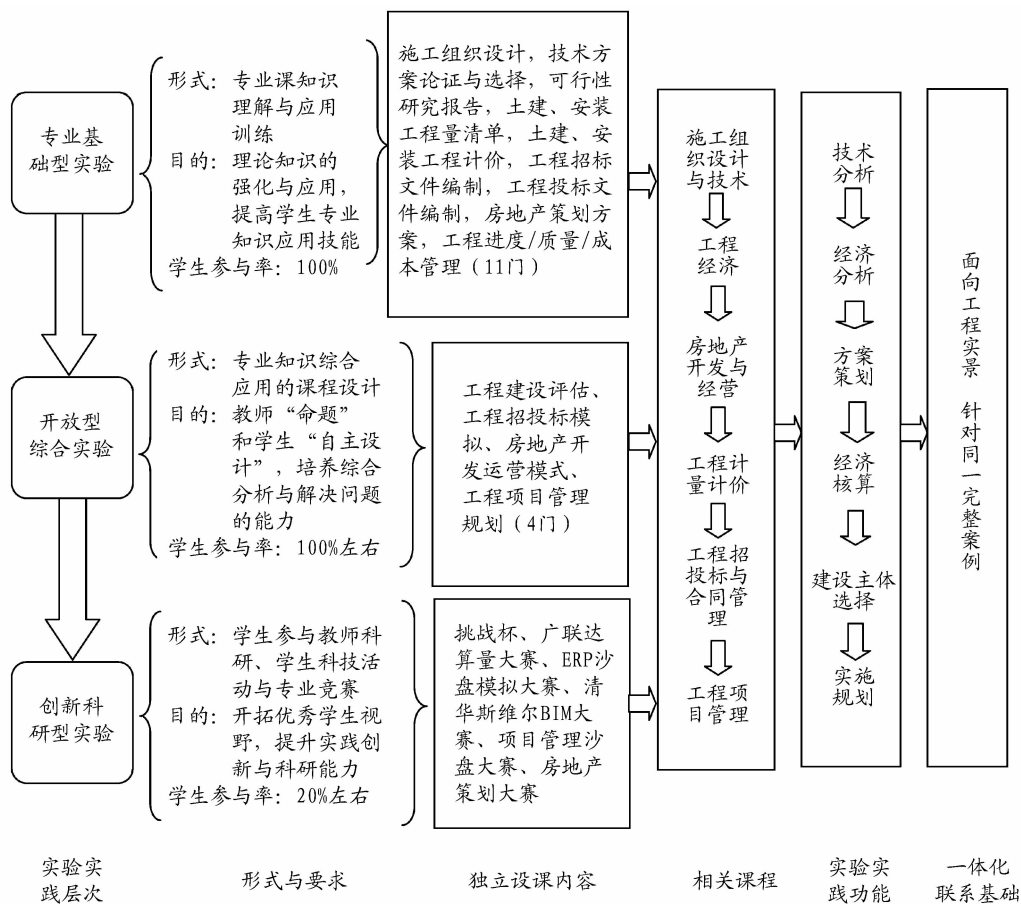 专业基
础型实验
形式：专业课知识
理解与应用
训练
目的：理论知识的
强化与应用，
提高学生专业
知识应用技能
学生参与率：100%
施工组织设计，技术方
案论证与选择，可行性
研究报告，土建、安装
工程量清单，土建、安
装工程计价，工程招标
文件编制，工程投标文
件编制，房地产策划方
案，工程进度/质量/成
本管理（11门）
开放型
综合实验
形式：专业知识综合
应用的课程设计
目的：教师“命题”
和学生“自主设
计”，培养综合
分析与解决问题
的能力
学生参与率：100%左右
工程建设评估、
工程招投标模
拟、房地产开
发运营模式、
工程项目管理
规划（4门）
创新科
研型实验
形式：学生参与教师科
研、学生科技活
动与专业竞赛
目的：开拓优秀学生视
野，提升实践创
新与科研能力
学生参与率：20%左右
挑战杯、广联达
算量大赛、ERP沙
盘模拟大赛、清
华斯维尔BIM大
赛、项目管理沙
盘大赛、房地产
策划大赛
施工组
织设计
与技术
工程
经济
房地产
开发与
经营
工程计
量计价
工程招
投标与
合同管
理
工程项
目管理
技术
分析
经济
分析
方案
策划
经济
核算
建设主体
选择
实施
规划
面向工程实景 针对同一完整案例
实验实
践层次
形式与要求
独立设课内容
相关课程
实验实
践功能
一体化
联系基础